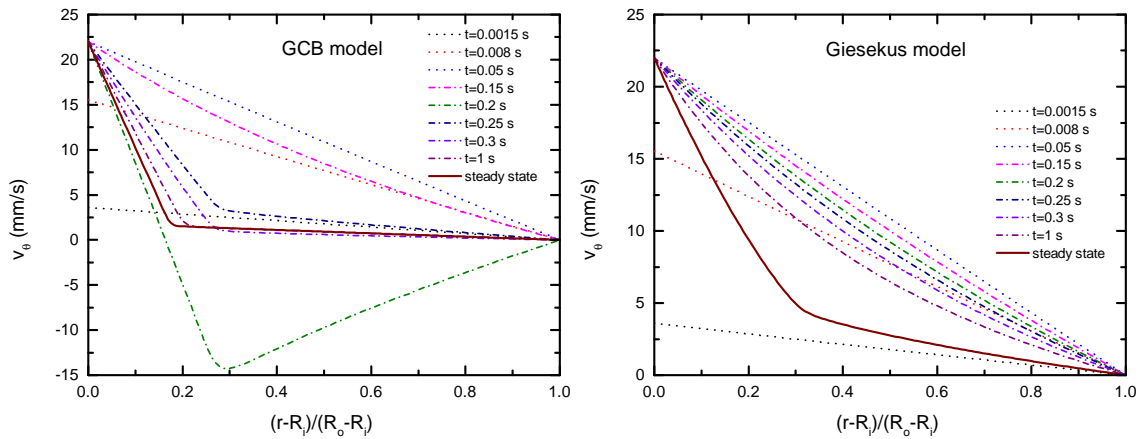 GCB model
t=0.0015 s
t=0.008 s
t=0.05 s
t=0.15 s
t=0.2 s
t=0.25 s
t=0.3 s
t=1 s
steady state
25
20
15
10
5
0
-5
-10
-15
v_θ (mm/s)
0.0 0.2 0.4 0.6 0.8 1.0
(r-R_i)/(R_o-R_i)
Giesekus model
t=0.0015 s
t=0.008 s
t=0.05 s
t=0.15 s
t=0.2 s
t=0.25 s
t=0.3 s
t=1 s
steady state
25
20
15
10
5
0
v_θ (mm/s)
0.0 0.2 0.4 0.6 0.8 1.0
(r-R_i)/(R_o-R_i)